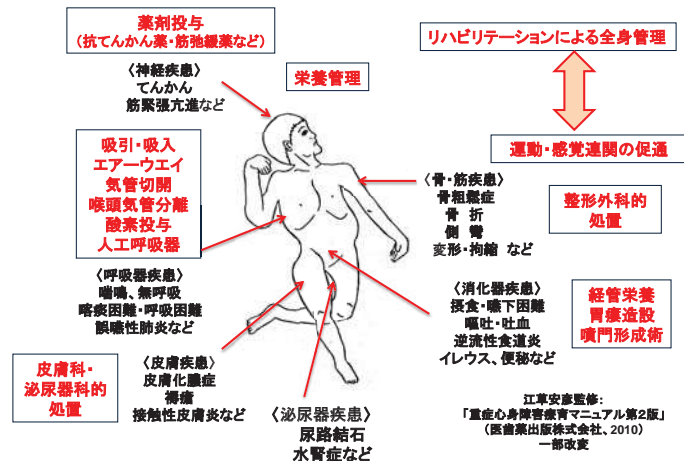 薬剤投与
（抗てんかん薬・筋弛緩薬など）
リハビリテーションによる全身管理
〈神経疾患〉
てんかん
筋緊張亢進など
栄養管理
吸引・吸入
エアーウエイ
気管切開
喉頭気管分離
酸素投与
人工呼吸器
運動・感覚連関の促通
〈骨・筋疾患〉
骨粗鬆症
骨 折
側 彎
変形・拘縮 など
整形外科的
処置
〈呼吸器疾患〉
喘鳴、無呼吸
喀痰困難・呼吸困難
誤嚥性肺炎など
〈消化器疾患〉
摂食・嚥下困難
嘔吐・吐血
逆流性食道炎
イレウス、便秘など
経管栄養
胃瘻造設
噴門形成術
皮膚科・
泌尿器科的
処置
〈皮膚疾患〉
皮膚化膿症
褥瘡
接触性皮膚炎など
〈泌尿器疾患〉
尿路結石
水腎症など
江草安彦監修：
「重症心身障害療育マニュアル第2版」
（医歯薬出版株式会社、2010）
一部改変